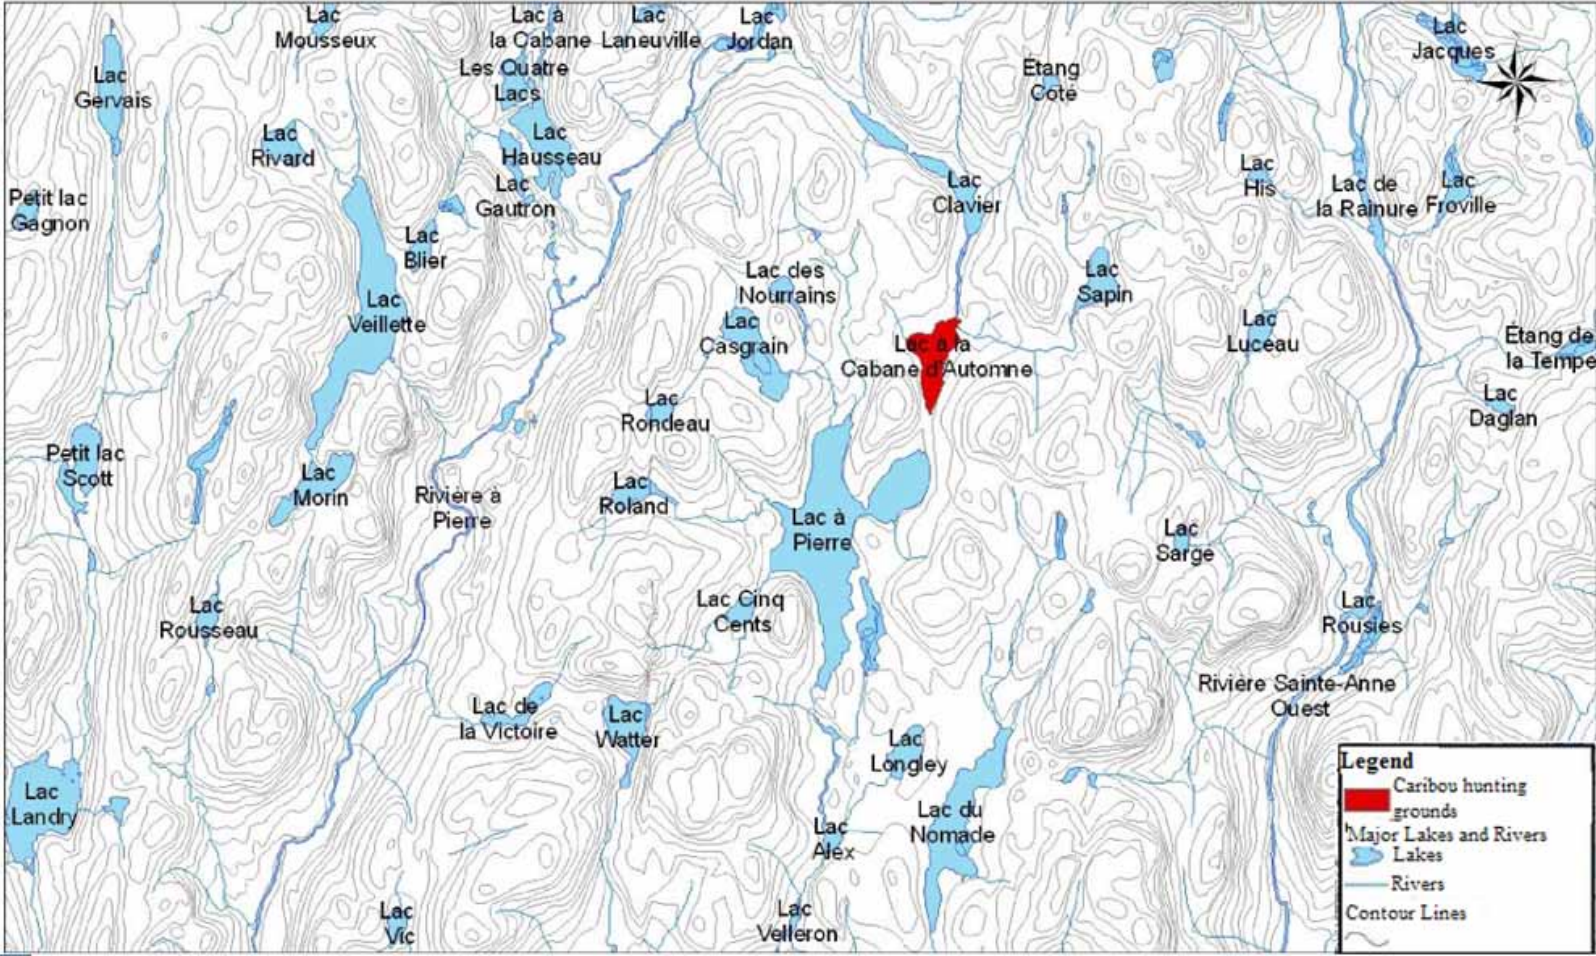 Lac
Mousseux
Lac à
la Cabane
Lac
Laneuville
Lac
Jordan
Lac
Jacques
Les Quatre
Lacs
Étang
Coté
Lac
Gervais
Lac
Rivard
Lac
Hausseau
Lac
Gautron
Petit lac
Gagnon
Lac
Blier
Lac
Clavier
Lac
His
Lac de
la Rainure
Lac
Froville
Lac des
Nourrains
Lac
Sapin
Lac
Veillette
Lac
Casgrain
Lac à la
Cabane d'Automne
Lac
Luceau
Étang de
la Tempe
Lac
Daglan
Lac
Rondeau
Petit lac
Scott
Lac
Morin
Rivière à
Pierre
Lac
Roland
Lac à
Pierre
Lac
Sarge
Lac
Rousseau
Lac Cinq
Cents
Lac
Rousies
Rivière Sainte-Anne
Ouest
Lac de
la Victoire
Lac
Watter
Lac
Longley
Lac
Landry
Lac
Alex
Lac du
Nomade
Lac
Vic
Lac
Velleron
Legend
Caribou hunting
grounds
Major Lakes and Rivers
Lakes
Rivers
Contour Lines